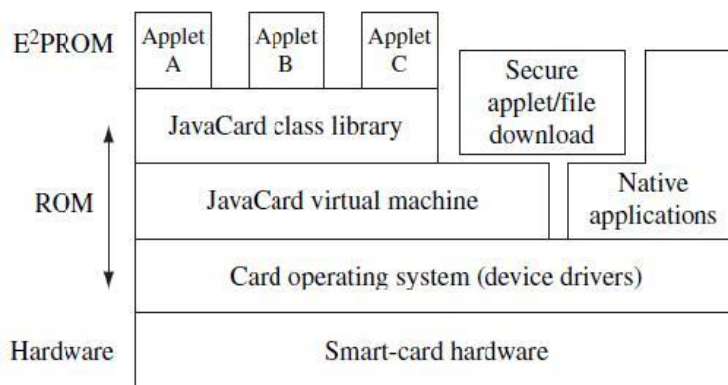 E²PROM
Applet
A
Applet
B
Applet
C
Secure
applet/file
download
JavaCard class library
ROM
JavaCard virtual machine
Native
applications
Card operating system (device drivers)
Hardware
Smart-card hardware